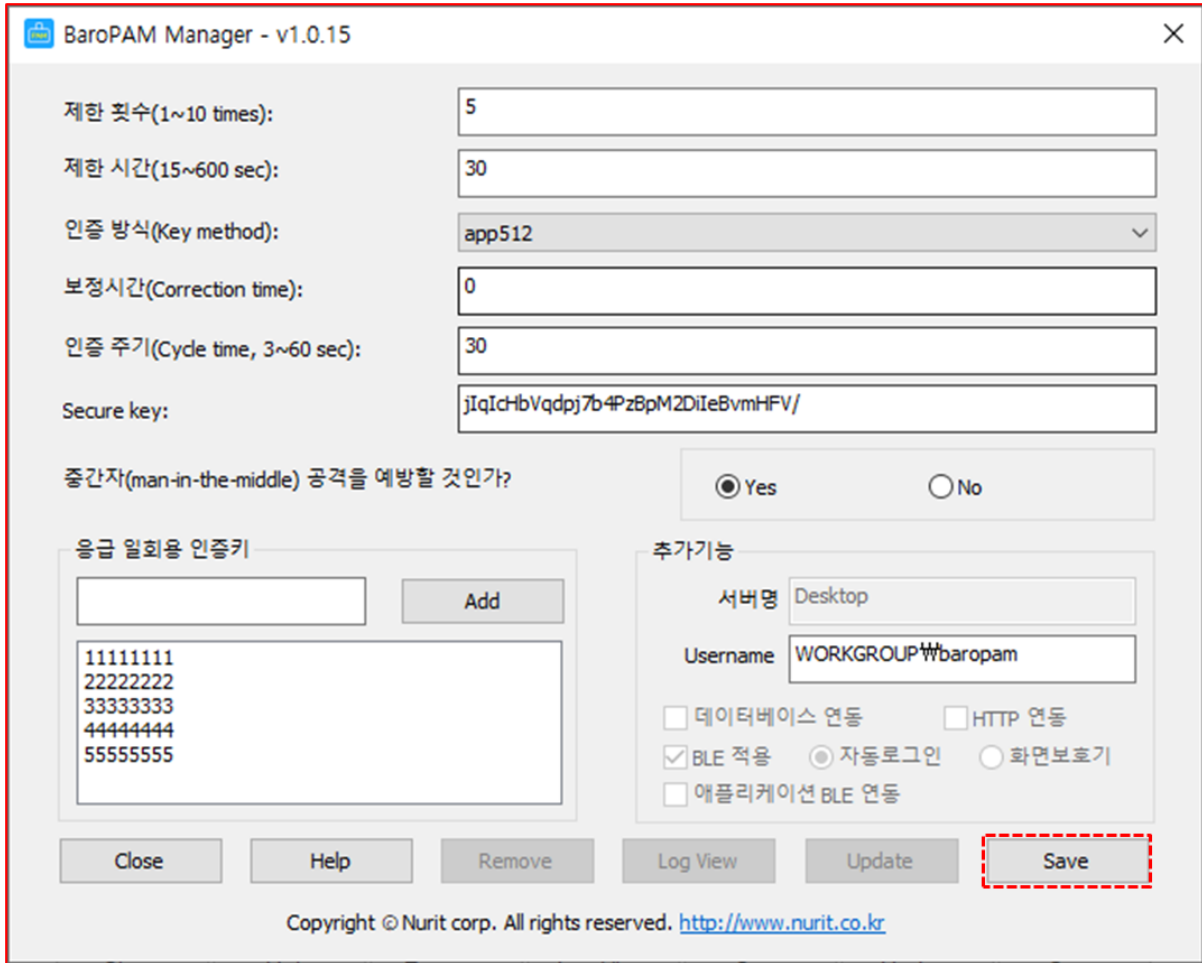 BaroPAM Manager - v1.0.15
제한 횟수(1~10 times):
5
제한 시간(15~600 sec):
30
인증 방식(Key method):
app512
보정시간(Correction time):
0
인증 주기(Cycle time, 3~60 sec):
30
Secure key:
jIqIcHbVqdpj7b4PzBpM2DiIeBvmHFV/
중간자(man-in-the-middle) 공격을 예방할 것인가?
Yes
No
응급 일회용 인증키
Add
11111111
22222222
33333333
44444444
55555555
추가기능
서버명
Desktop
Username
WORKGROUP₩baropam
데이터베이스 연동
HTTP 연동
BLE 적용
자동로그인
화면보호기
애플리케이션 BLE 연동
Close
Help
Remove
Log View
Update
Save
Copyright © Nurit corp. All rights reserved. http://www.nurit.co.kr